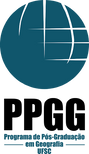 PPGG
Programa de Pós-Graduação
em Geografia
UFSC